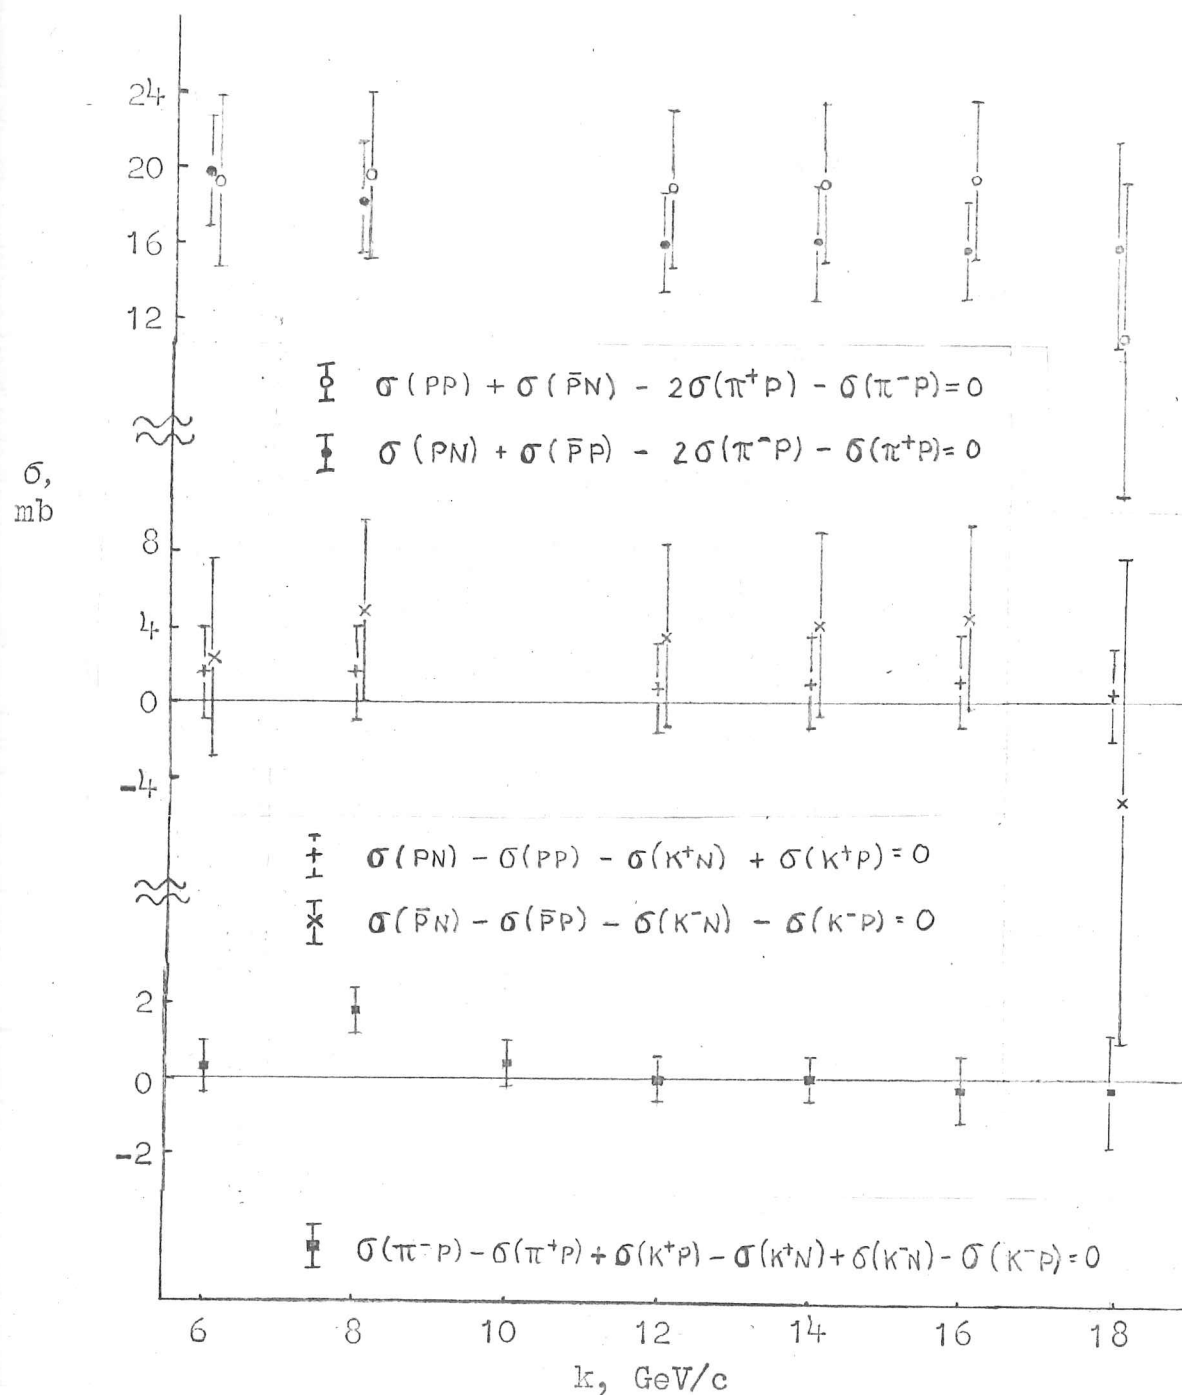 24
20
16
12
σ(PP) + σ(P̄N) - 2σ(π⁺P) - σ(π⁻P)=0
σ(PN) + σ(P̄P) - 2σ(π⁻P) - σ(π⁺P)=0
σ,
mb
8
4
0
-4
σ(PN) - σ(PP) - σ(K⁺N) + σ(K⁺P)=0
σ(P̄N) - σ(P̄P) - σ(K⁻N) - σ(K⁻P)=0
2
0
-2
σ(π⁻P) - σ(π⁺P) + σ(K⁺P) - σ(K⁺N) + σ(K⁻N) - σ(K⁻P)=0
6 8 10 12 14 16 18
k, GeV/c